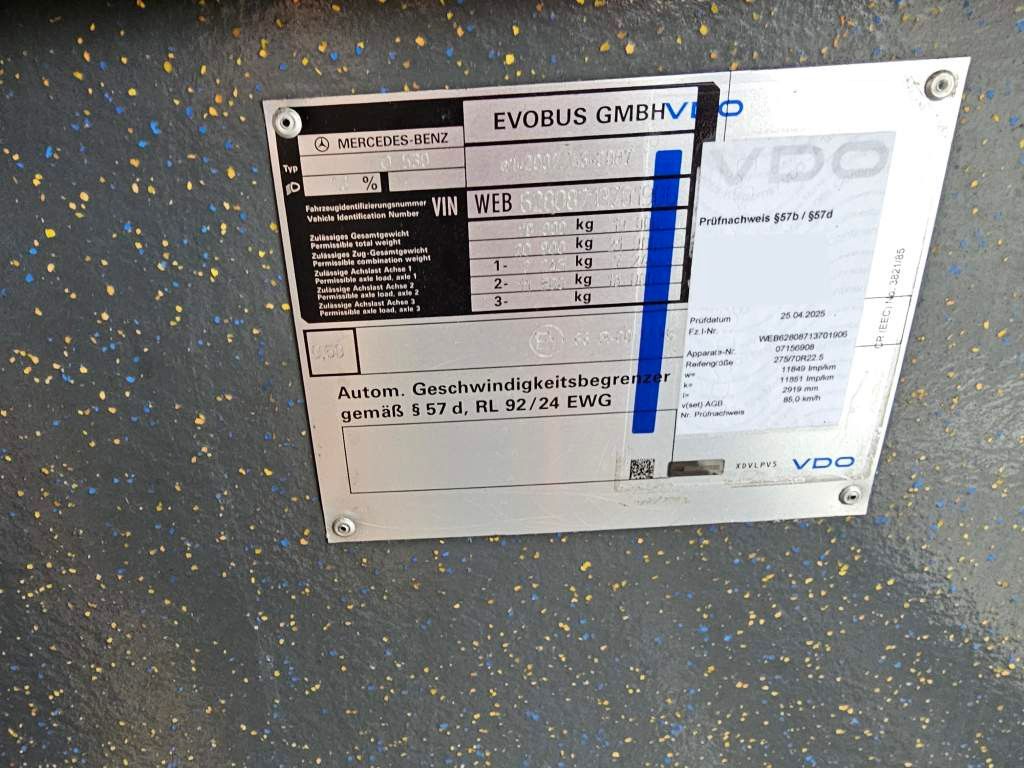 EVOBUS GMBH
VDO
MERCEDES-BENZ
Typ
O 530
%
Fahrzeugidentifizierungsnummer
Vehicle Identification Number
VIN
WEB
Zulässiges Gesamtgewicht
Permissible total weight
kg
Zulässiges Zug-Gesamtgewicht
Permissible combination weight
kg
Zulässige Achslast Achse 1
Permissible axle load, axle 1
1-
kg
Zulässige Achslast Achse 2
Permissible axle load, axle 2
2-
kg
Zulässige Achslast Achse 3
Permissible axle load, axle 3
3-
kg
Autom. Geschwindigkeitsbegrenzer
gemäß § 57 d, RL 92/24 EWG
VDO
Prüfnachweis §57b / §57d
Prüfdatum 25.04.2025
Fz.I-Nr. WEB62808713701906
Apparate-Nr. 07156908
Reifengröße 275/70R22.5
w= 11849 Imp/km
k= 11851 Imp/km
l= 2919 mm
v(set) AGB 85,0 km/h
Nr. Prüfnachweis
3821/85
XDVLPVS
VDO